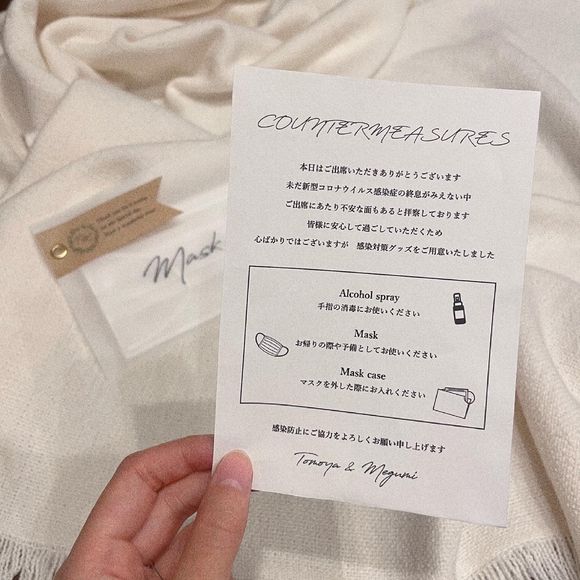 COUNTERMEASURES
本日はご出席いただきありがとうございます
未だ新型コロナウイルス感染症の終息がみえない中
ご出席にあたり不安な面もあると拝察しております
皆様に安心して過ごしていただくため
心ばかりではございますが 感染対策グッズをご用意いたしました
Alcohol spray
手指の消毒にお使いください
Mask
お帰りの際や予備としてお使いください
Mask case
マスクを外した際にお入れください
感染防止にご協力をよろしくお願い申し上げます
Tomoya & Megumi
Mask